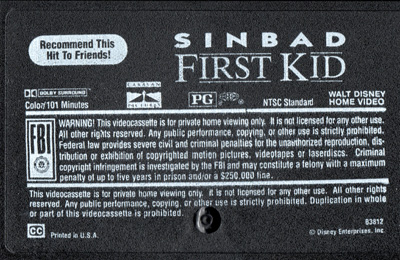 Recommend This
Hit To Friends!
SINBAD
FIRST KID
DOLBY SURROUND
Color/101 Minutes
CARAVAN
PICTURES
PG
NTSC Standard
WALT DISNEY
HOME VIDEO
FBI
WARNING! This videocassette is for private home viewing only. It is not licensed for any other use.
All other rights reserved. Any public performance, copying, or other use is strictly prohibited.
Federal law provides severe civil and criminal penalties for the unauthorized reproduction, dis-
tribution or exhibition of copyrighted motion pictures, videotapes or laserdiscs. Criminal
copyright infringement is investigated by the FBI and may constitute a felony with a maximum
penalty of up to five years in prison and/or a $250,000 fine.
This videocassette is for private home viewing only. It is not licensed for any other use. All other rights
reserved. Any public performance, copying, or other use is strictly prohibited. Duplication in whole
or part of this videocassette is prohibited.
CC
Printed in U.S.A.
83812
© Disney Enterprises, Inc.